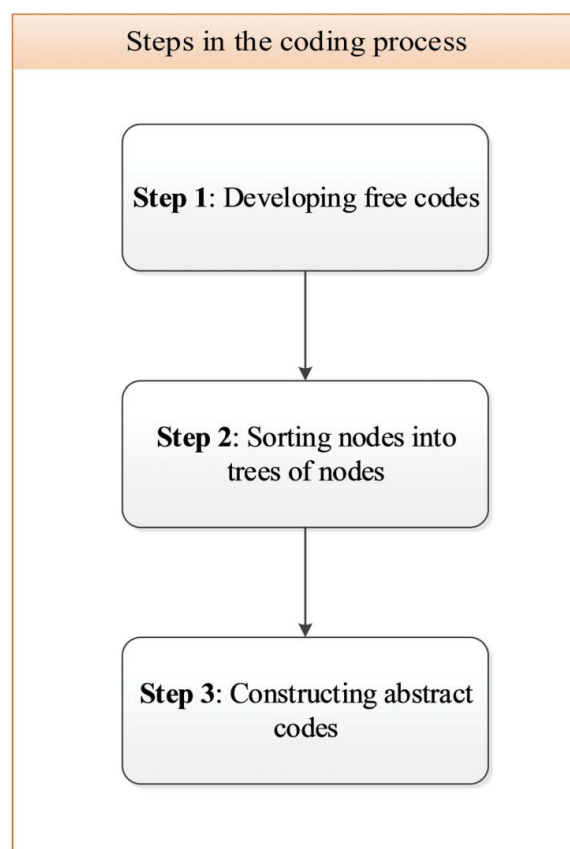 Steps in the coding process
Step 1: Developing free codes
Step 2: Sorting nodes into
trees of nodes
Step 3: Constructing abstract
codes